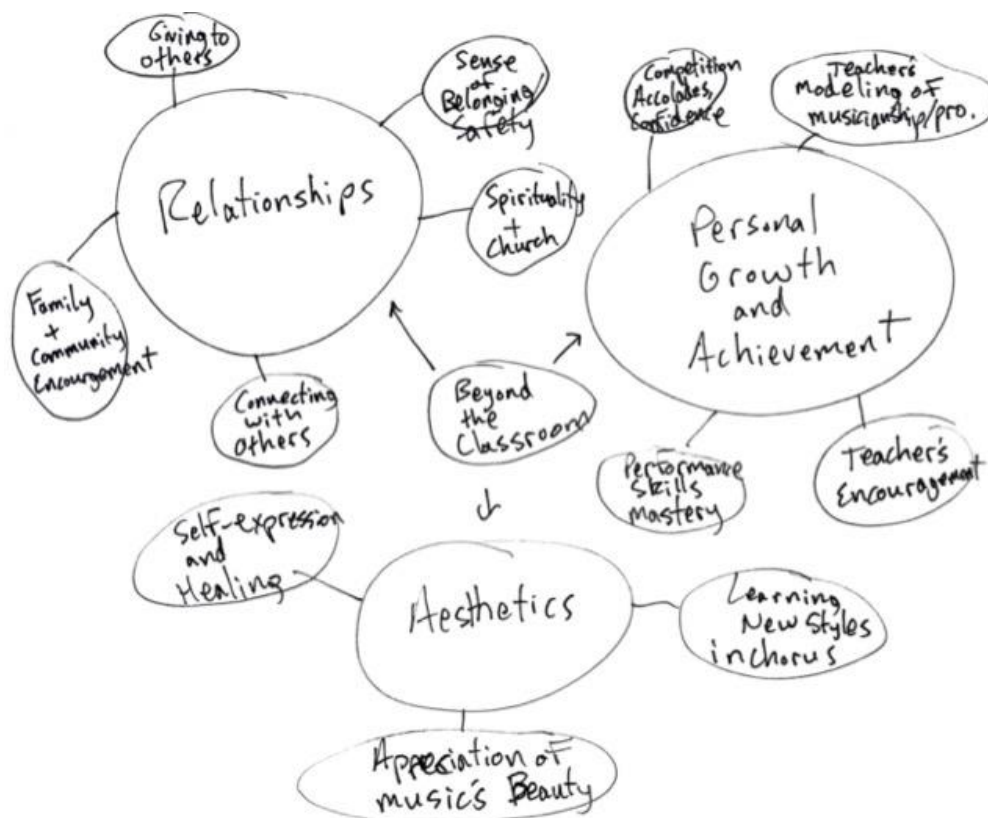 Giving to
others
Sense
of
Belonging
Safety
Relationships
Spirituality
+
Church
Family
+
Community
Encourgement
Connecting
with
Others
Competition
Accolades,
Confidence
Teacher's
modeling of
musicianship/pro.
Personal
Growth
and
Achievement
Beyond
the
Classroom
Performance
Skills
mastery
Teacher's
Encouragement
Self-expression
and
Healing
Aesthetics
Learning
New Styles
in chorus
Appreciation of
music's Beauty